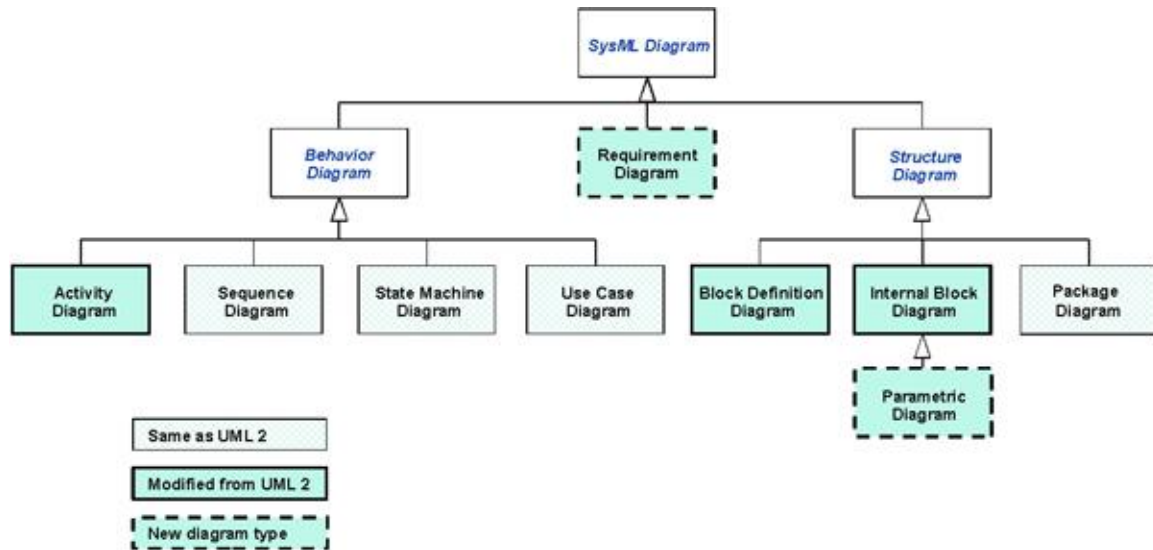 SysML Diagram
Behavior
Diagram
Requirement
Diagram
Structure
Diagram
Activity
Diagram
Sequence
Diagram
State Machine
Diagram
Use Case
Diagram
Block Definition
Diagram
Internal Block
Diagram
Package
Diagram
Parametric
Diagram
Same as UML 2
Modified from UML 2
New diagram type